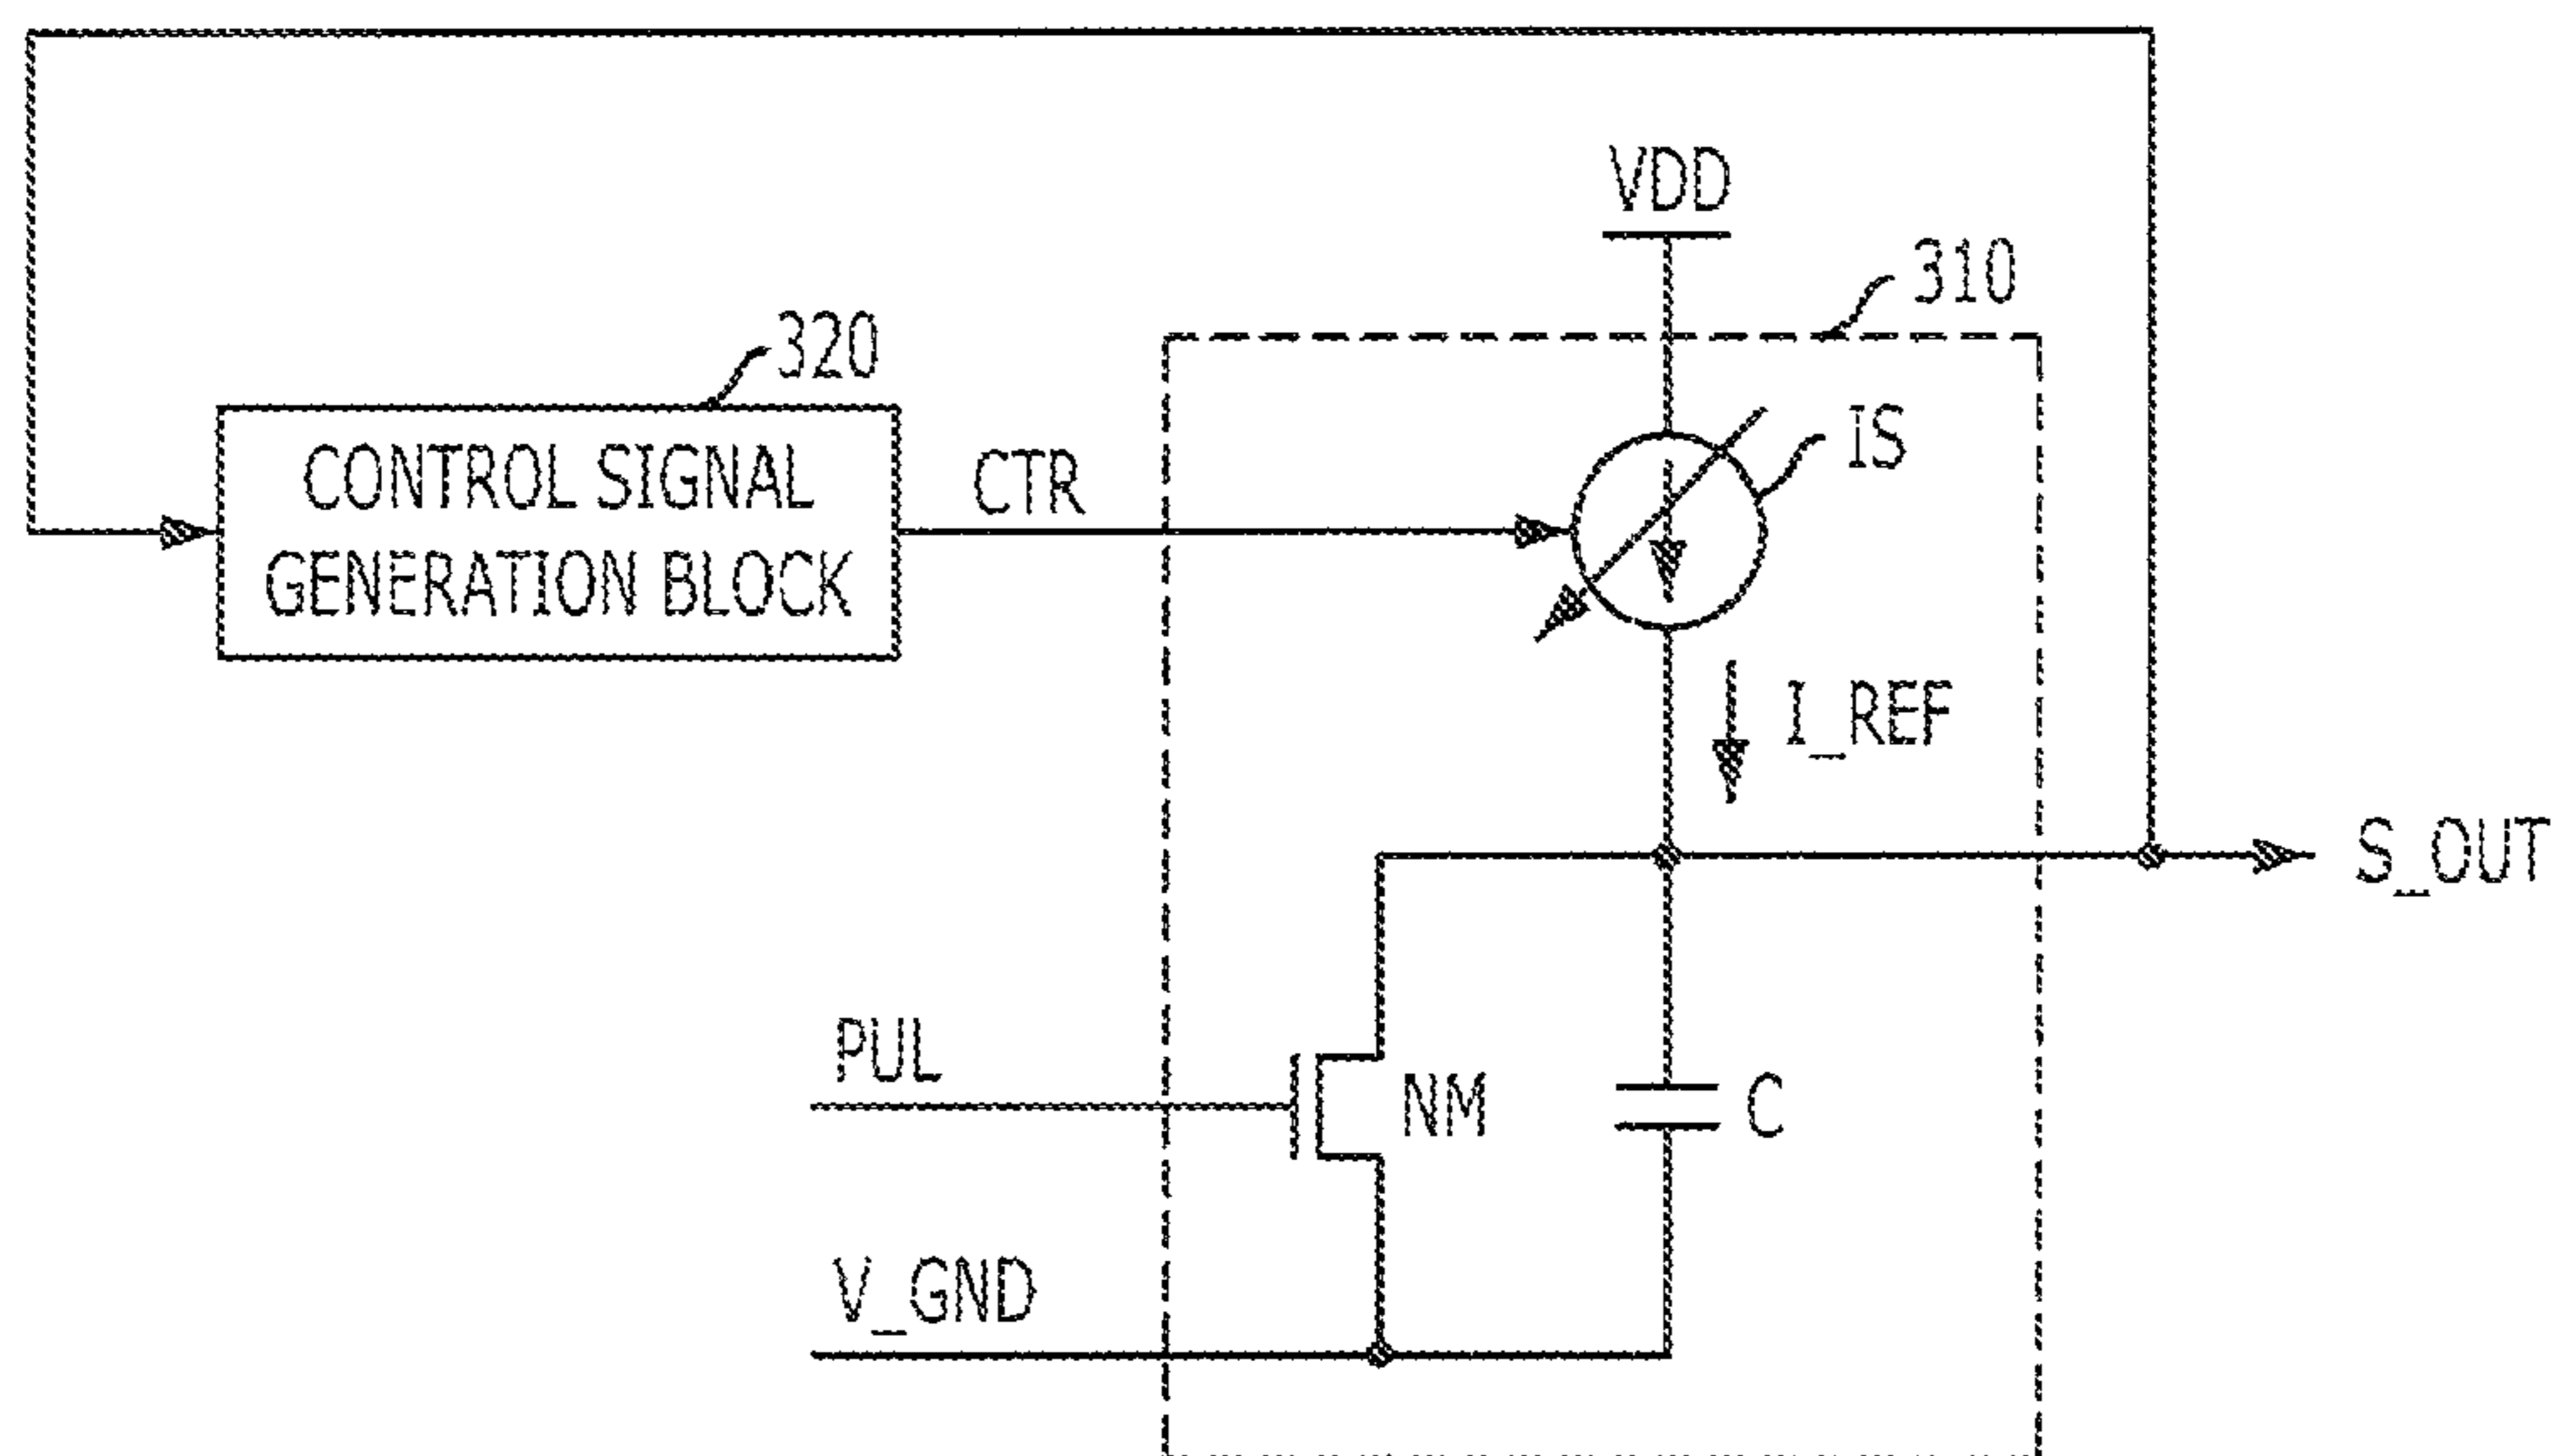 VDD
310
320
CONTROL SIGNAL
GENERATION BLOCK
CTR
IS
I_REF
S_OUT
PUL
NM
C
V_GND